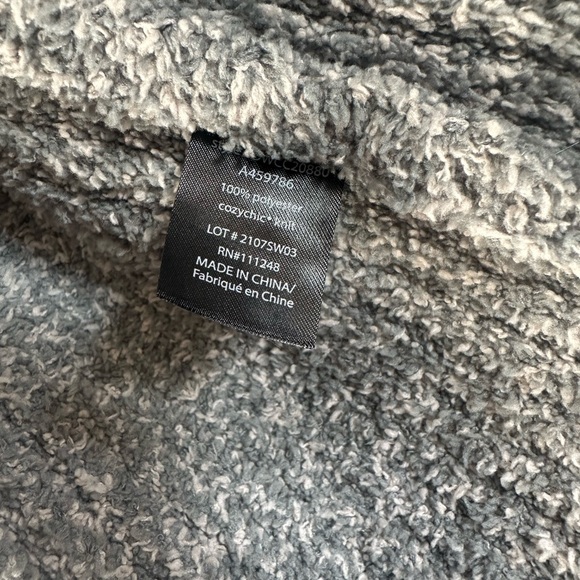 A459786
100% polyester
cozychic• knit
LOT # 2107SW03
RN#111248
MADE IN CHINA/
Fabriqué en Chine